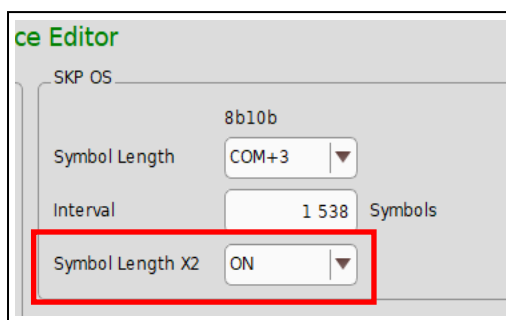 ce Editor
SKP OS
8b10b
Symbol Length COM+3
Interval 1 538 Symbols
Symbol Length X2 ON